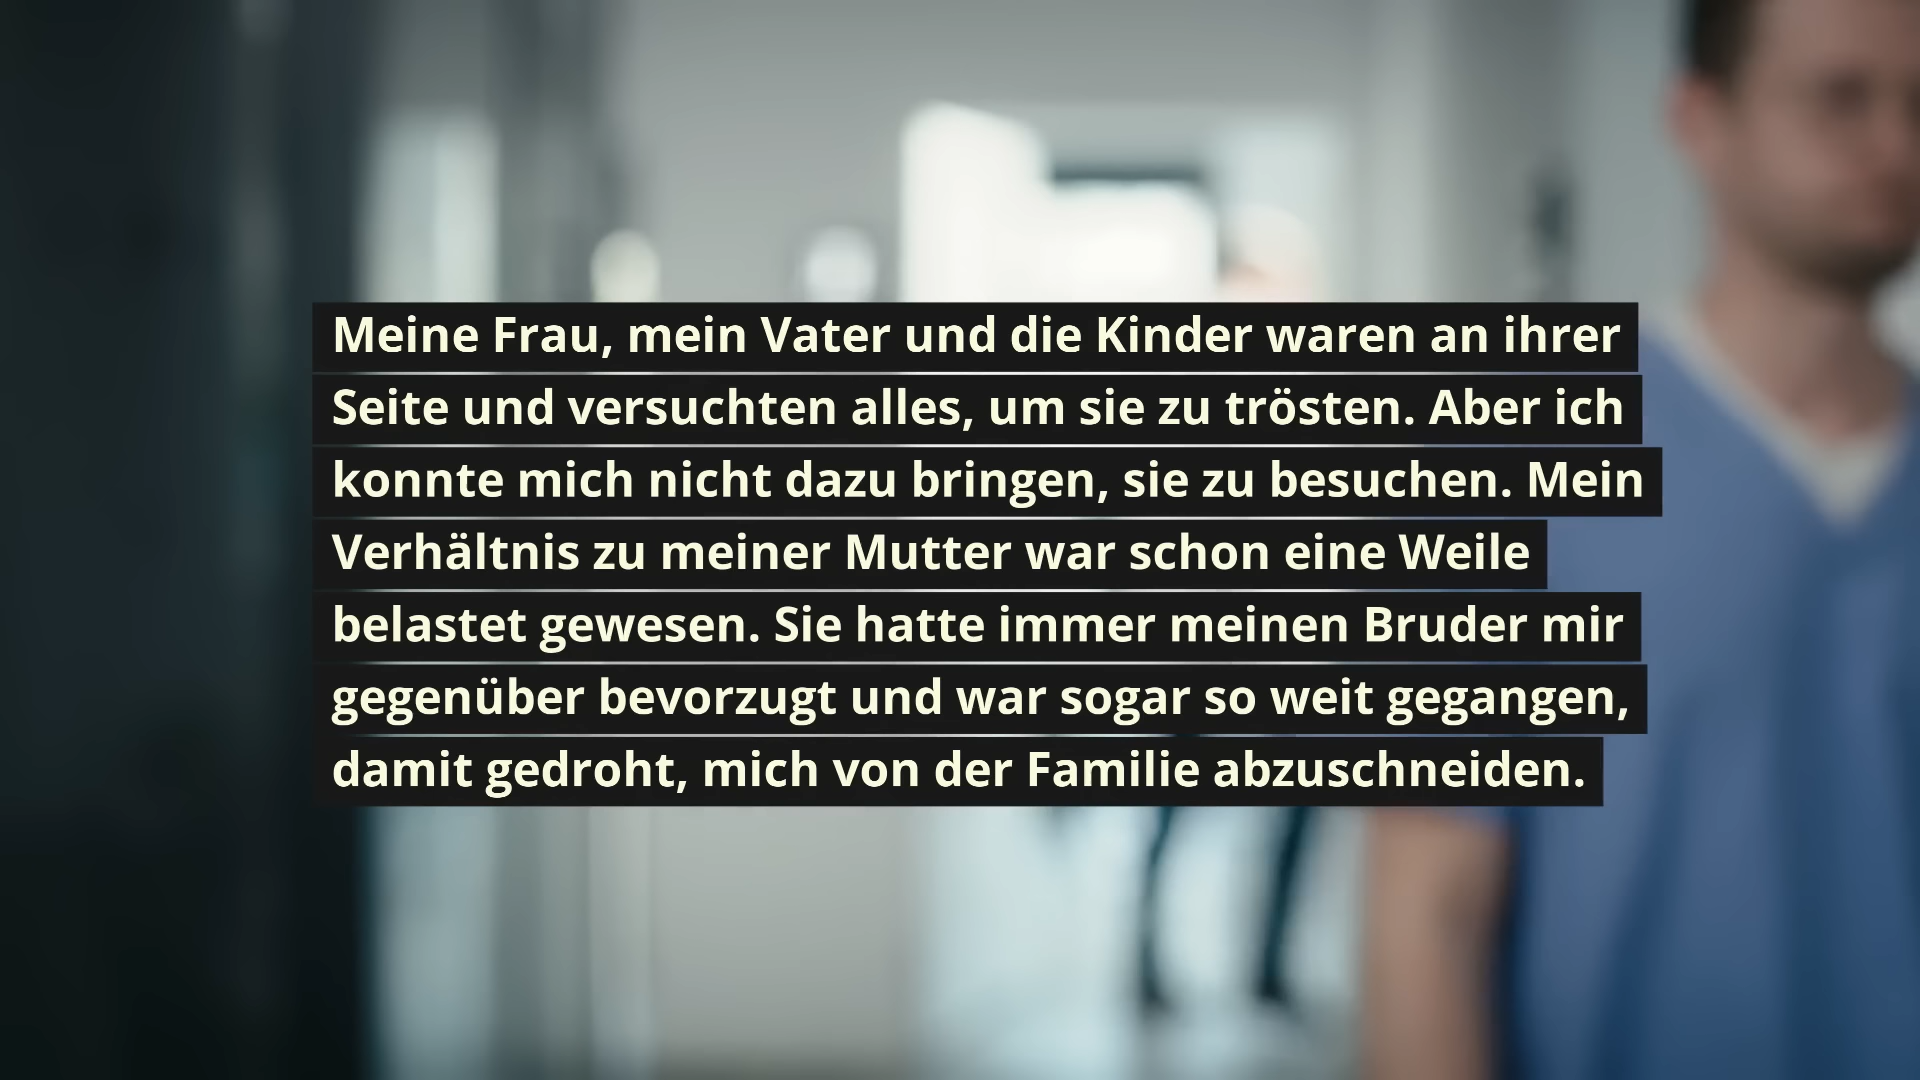 Meine Frau, mein Vater und die Kinder waren an ihrer
Seite und versuchten alles, um sie zu trösten. Aber ich
konnte mich nicht dazu bringen, sie zu besuchen. Mein
Verhältnis zu meiner Mutter war schon eine Weile
belastet gewesen. Sie hatte immer meinen Bruder mir
gegenüber bevorzugt und war sogar so weit gegangen,
damit gedroht, mich von der Familie abzuschneiden.